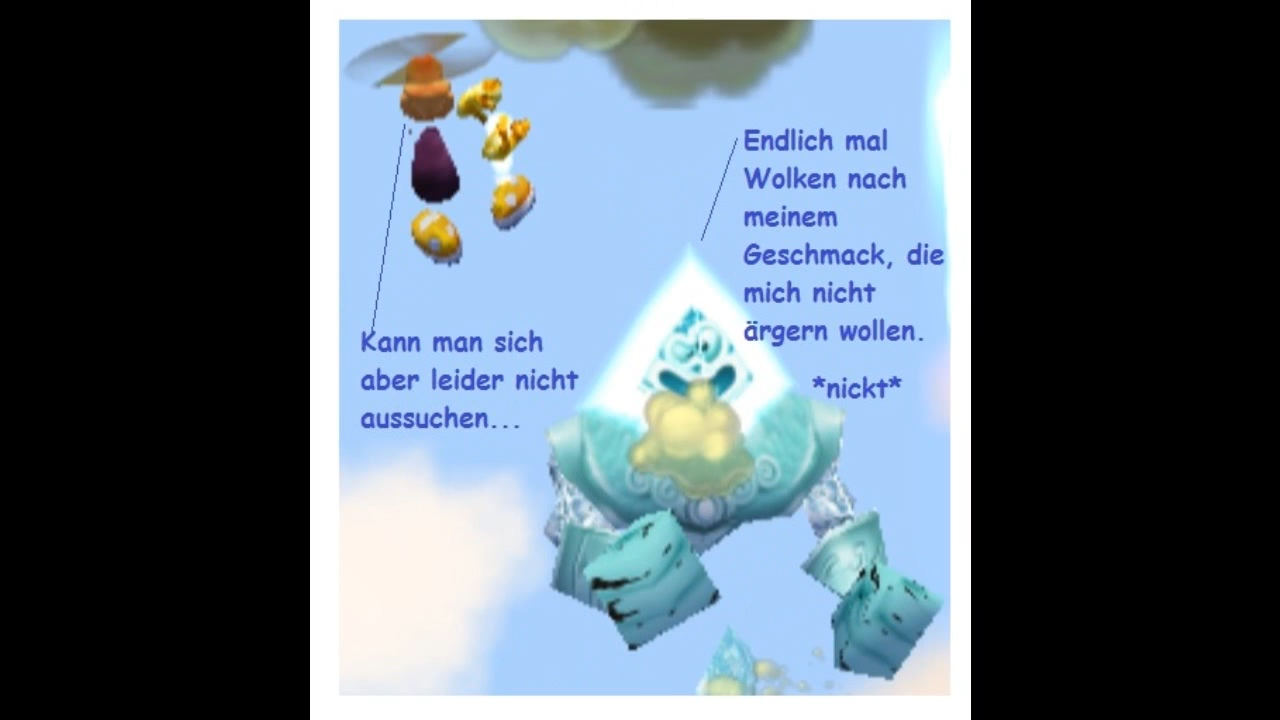 Endlich mal
Wolken nach
meinem
Geschmack, die
mich nicht
ärgern wollen.
*nickt*
Kann man sich
aber leider nicht
aussuchen...